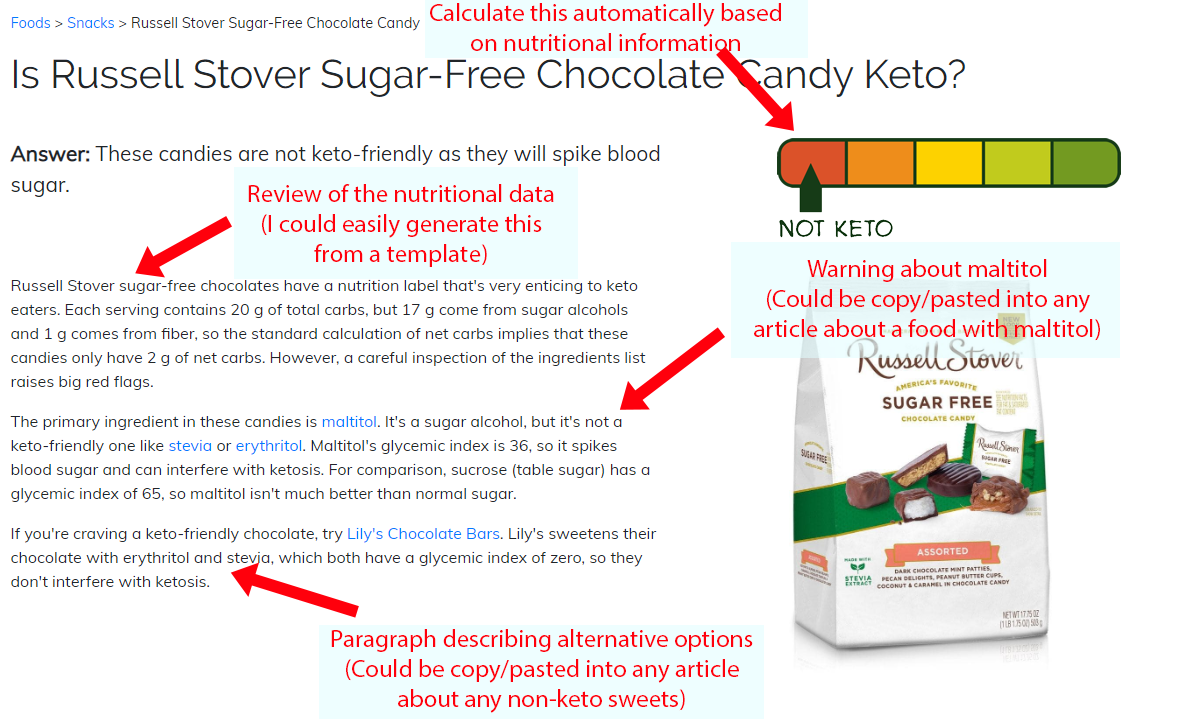 Foods > Snacks > Russell Stover Sugar-Free Chocolate Candy
Calculate this automatically based
on nutritional information
Is Russell Stover Sugar-Free Chocolate Candy Keto?
Answer: These candies are not keto-friendly as they will spike blood
sugar.
NOT KETO
Review of the nutritional data
(I could easily generate this
from a template)
Warning about maltitol
(Could be copy/pasted into any
article about a food with maltitol)
Russell Stover sugar-free chocolates have a nutrition label that's very enticing to keto
eaters. Each serving contains 20 g of total carbs, but 17 g come from sugar alcohols
and 1 g comes from fiber, so the standard calculation of net carbs implies that these
candies only have 2 g of net carbs. However, a careful inspection of the ingredients list
raises big red flags.
The primary ingredient in these candies is maltitol. It's a sugar alcohol, but it's not a
keto-friendly one like stevia or erythritol. Maltitol's glycemic index is 36, so it spikes
blood sugar and can interfere with ketosis. For comparison, sucrose (table sugar) has a
glycemic index of 65, so maltitol isn't much better than normal sugar.
If you're craving a keto-friendly chocolate, try Lily's Chocolate Bars. Lily's sweetens their
chocolate with erythritol and stevia, which both have a glycemic index of zero, so they
don't interfere with ketosis.
Paragraph describing alternative options
(Could be copy/pasted into any article
about any non-keto sweets)
Russell Stover
AMERICA'S FAVORITE
SUGAR FREE
CHOCOLATE CANDY
Russell Stover
SUGAR FREE
SUGAR FREE
ASSORTED
MADE WITH
STEVIA
EXTRACT
DARK CHOCOLATE MINT PATTIES,
PECAN DELIGHTS, PEANUT BUTTER CUPS,
COCONUT & CARAMEL IN CHOCOLATE CANDY
NET WT 17.75 OZ
(1 LB 1.75 OZ) 503 g